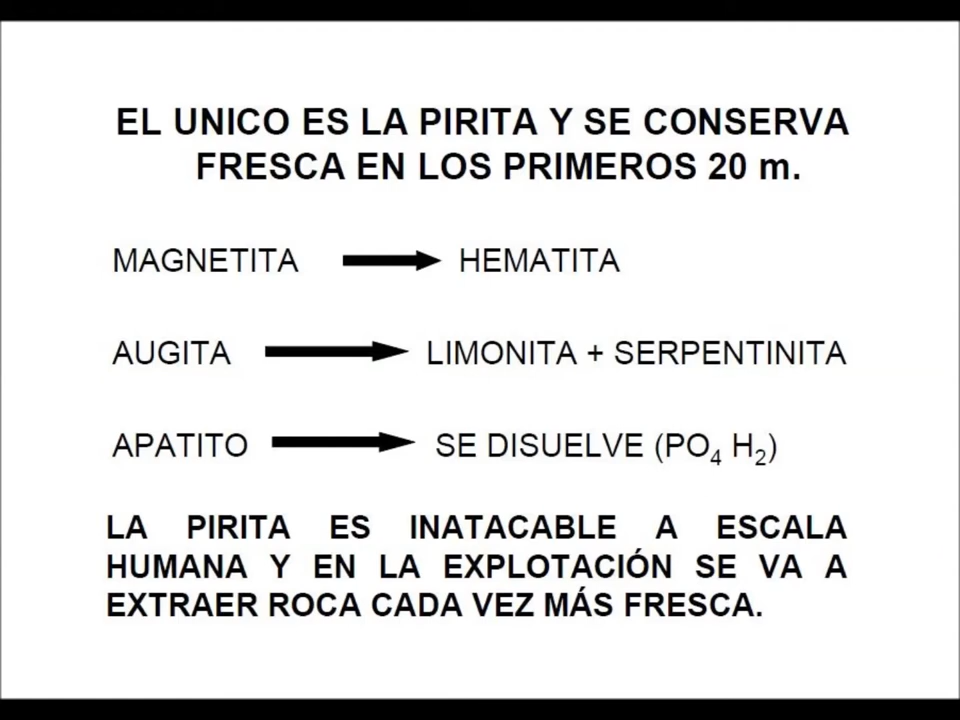 EL UNICO ES LA PIRITA Y SE CONSERVA
FRESCA EN LOS PRIMEROS 20 m.
MAGNETITA HEMATITA
AUGITA LIMONITA + SERPENTINITA
APATITO SE DISUELVE (PO4 H2)
LA PIRITA ES INATACABLE A ESCALA
HUMANA Y EN LA EXPLOTACIÓN SE VA A
EXTRAER ROCA CADA VEZ MÁS FRESCA.